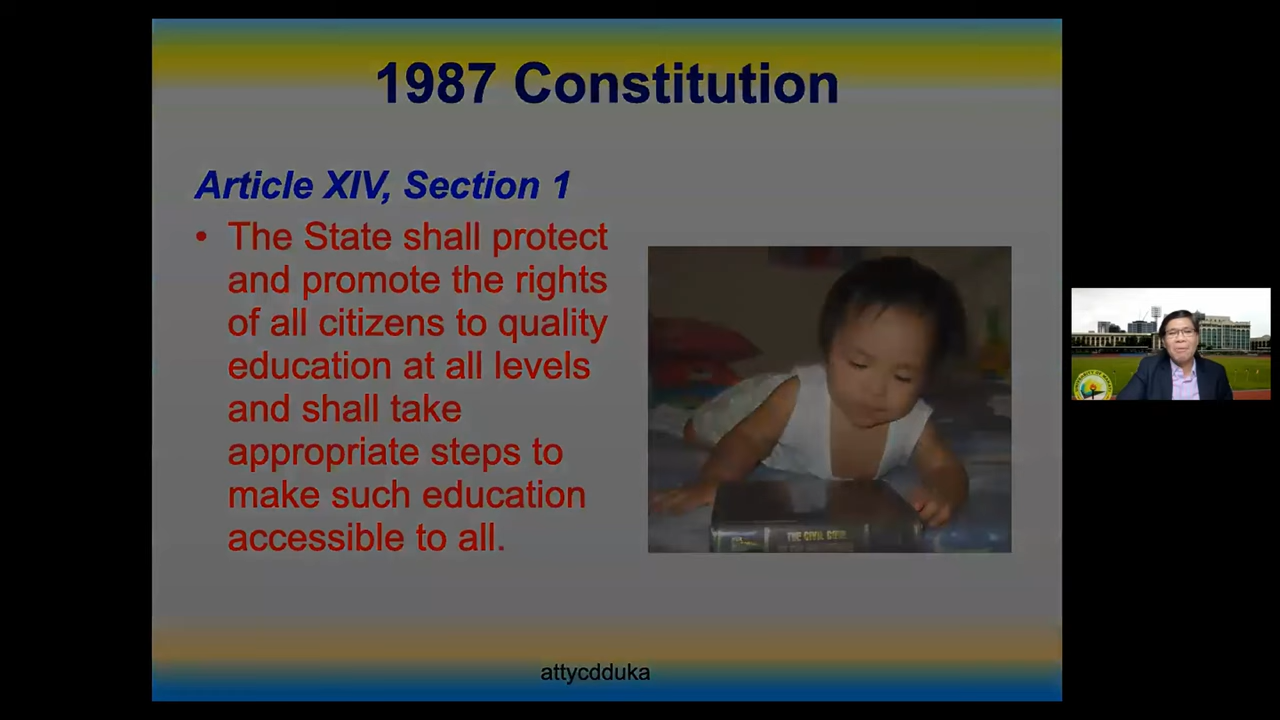 1987 Constitution
Article XIV, Section 1
• The State shall protect
and promote the rights
of all citizens to quality
education at all levels
and shall take
appropriate steps to
make such education
accessible to all.
THE CIVIL CODE
attycdduka